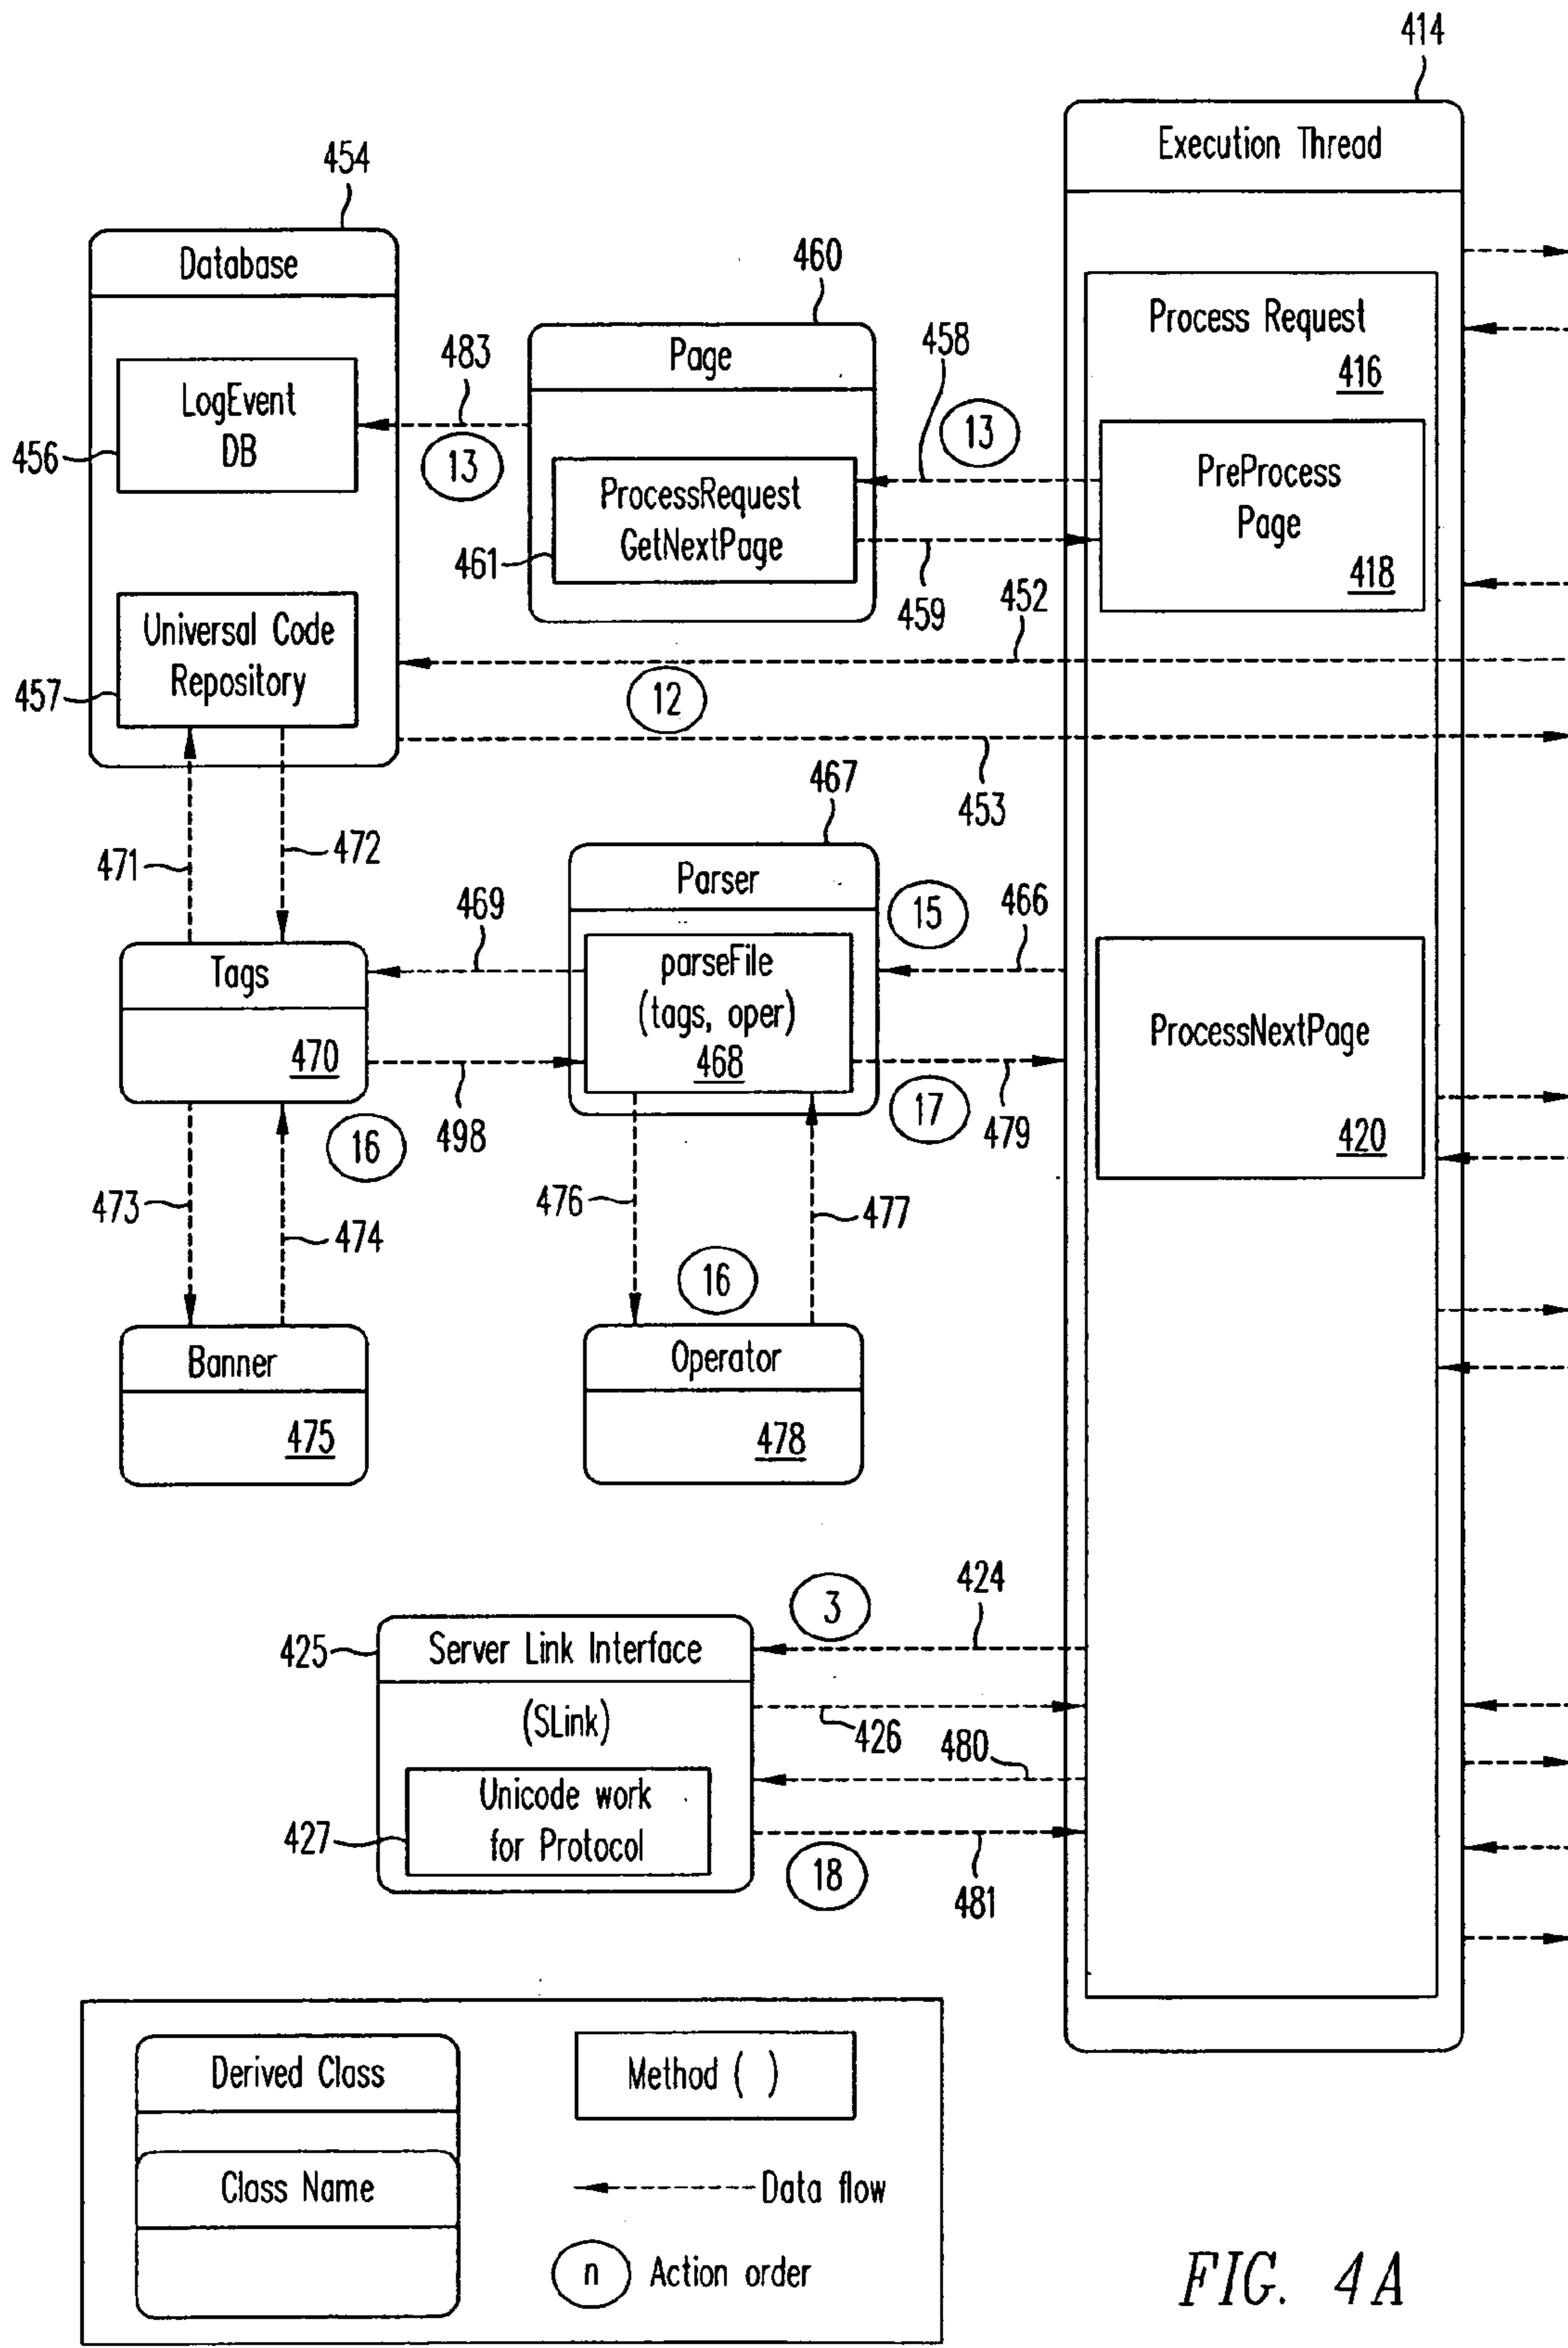 414
Execution Thread
454
Database
460
Process Request
416
483
Page
458
LogEvent
DB
456
13
13
ProcessRequest
GetNextPage
461
PreProcess
Page
418
459
452
Universal Code
Repository
457
12
453
467
471
472
Parser
15
466
469
Tags
470
parseFile
(tags, oper)
468
ProcessNextPage
420
498
17
479
16
473
474
476
477
16
Banner
475
Operator
478
3
424
425
Server Link Interface
(SLink)
426
480
Unicode work
for Protocol
427
18
481
Derived Class
Class Name
Method ( )
Data flow
n
Action order
FIG. 4A